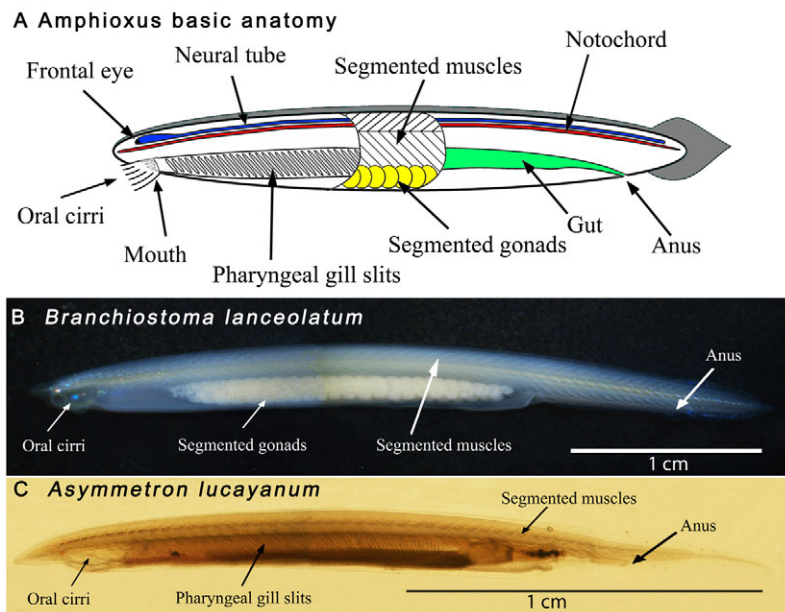 A Amphioxus basic anatomy
Frontal eye
Neural tube
Segmented muscles
Notochord
Oral cirri
Mouth
Pharyngeal gill slits
Segmented gonads
Gut
Anus
B Branchiostoma lanceolatum
Anus
Oral cirri
Segmented gonads
Segmented muscles
1 cm
C Asymmetron lucayanum
Segmented muscles
Anus
Oral cirri
Pharyngeal gill slits
1 cm